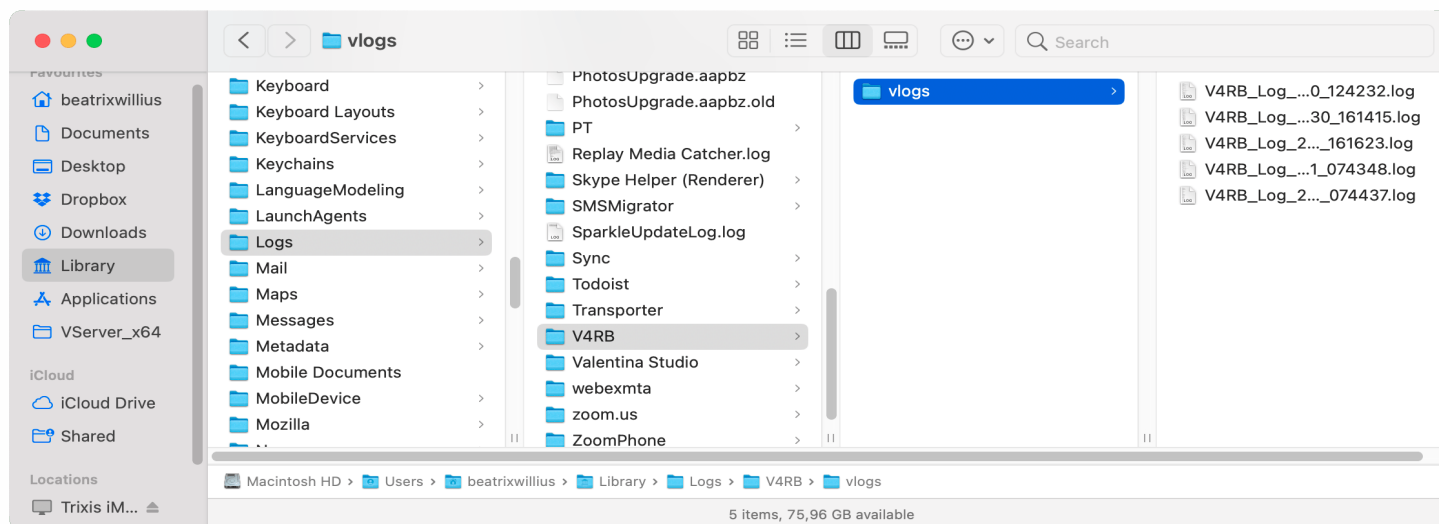 vlogs
Search
Favourites
beatrixwillius
Documents
Desktop
Dropbox
Downloads
Library
Applications
VServer_x64
iCloud
iCloud Drive
Shared
Locations
Trixis iM...
Keyboard
Keyboard Layouts
KeyboardServices
Keychains
LanguageModeling
LaunchAgents
Logs
Mail
Maps
Messages
Metadata
Mobile Documents
MobileDevice
Mozilla
PhotosUpgrade.aapbz
PhotosUpgrade.aapbz.old
PT
Replay Media Catcher.log
Skype Helper (Renderer)
SMSMigrator
SparkleUpdateLog.log
Sync
Todoist
Transporter
V4RB
Valentina Studio
webexmta
zoom.us
ZoomPhone
vlogs
V4RB_Log_...0_124232.log
V4RB_Log_...30_161415.log
V4RB_Log_2..._161623.log
V4RB_Log_...1_074348.log
V4RB_Log_2..._074437.log
Macintosh HD › Users › beatrixwillius › Library › Logs › V4RB › vlogs
5 items, 75,96 GB available